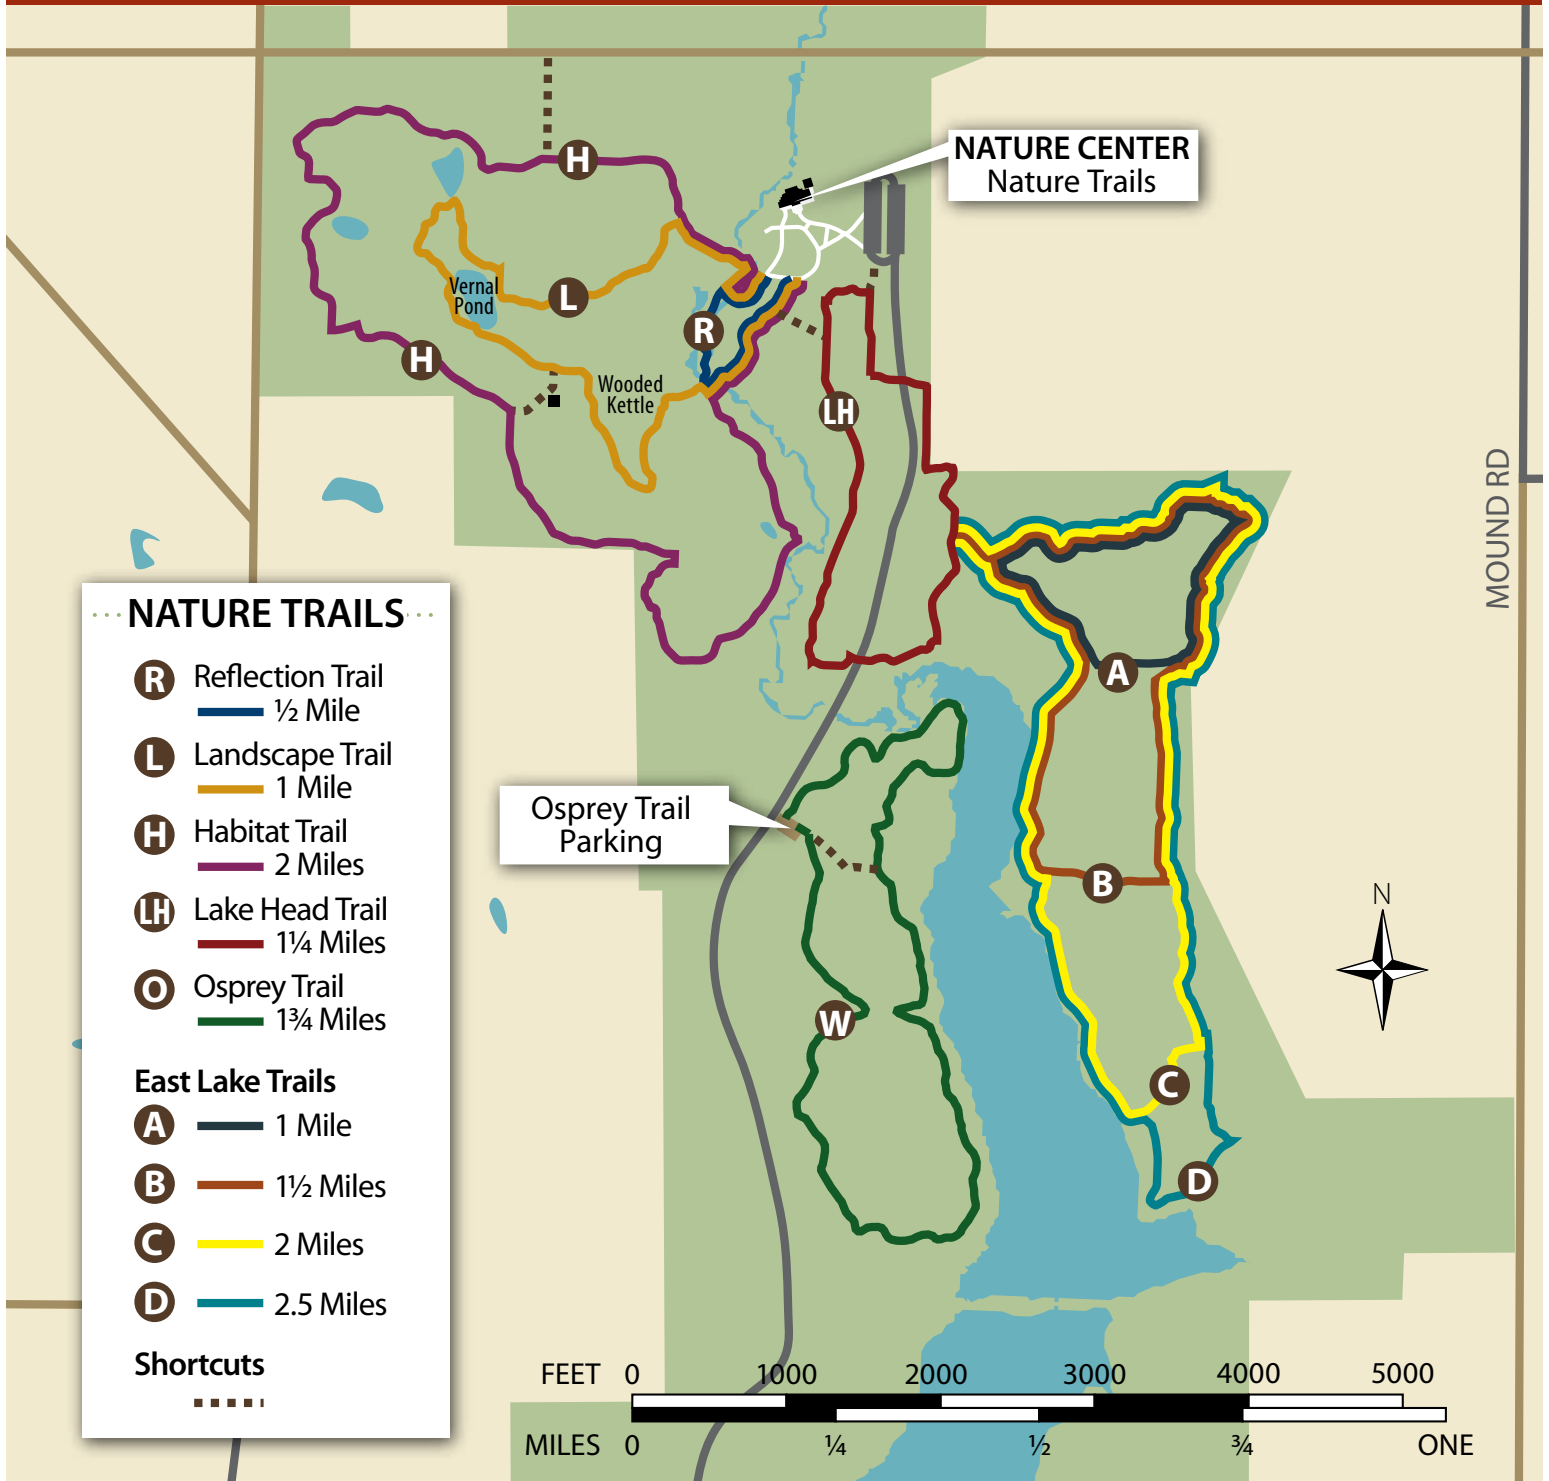 NATURE CENTER
Nature Trails
H
Vernal
Pond
L
R
H
Wooded
Kettle
LH
MOUND RD
A
Osprey Trail
Parking
B
W
C
D
N
NATURE TRAILS
R Reflection Trail
½ Mile
L Landscape Trail
1 Mile
H Habitat Trail
2 Miles
LH Lake Head Trail
1¼ Miles
O Osprey Trail
1¾ Miles
East Lake Trails
A 1 Mile
B 1½ Miles
C 2 Miles
D 2.5 Miles
Shortcuts
FEET 0 1000 2000 3000 4000 5000
MILES 0 ¼ ½ ¾ ONE